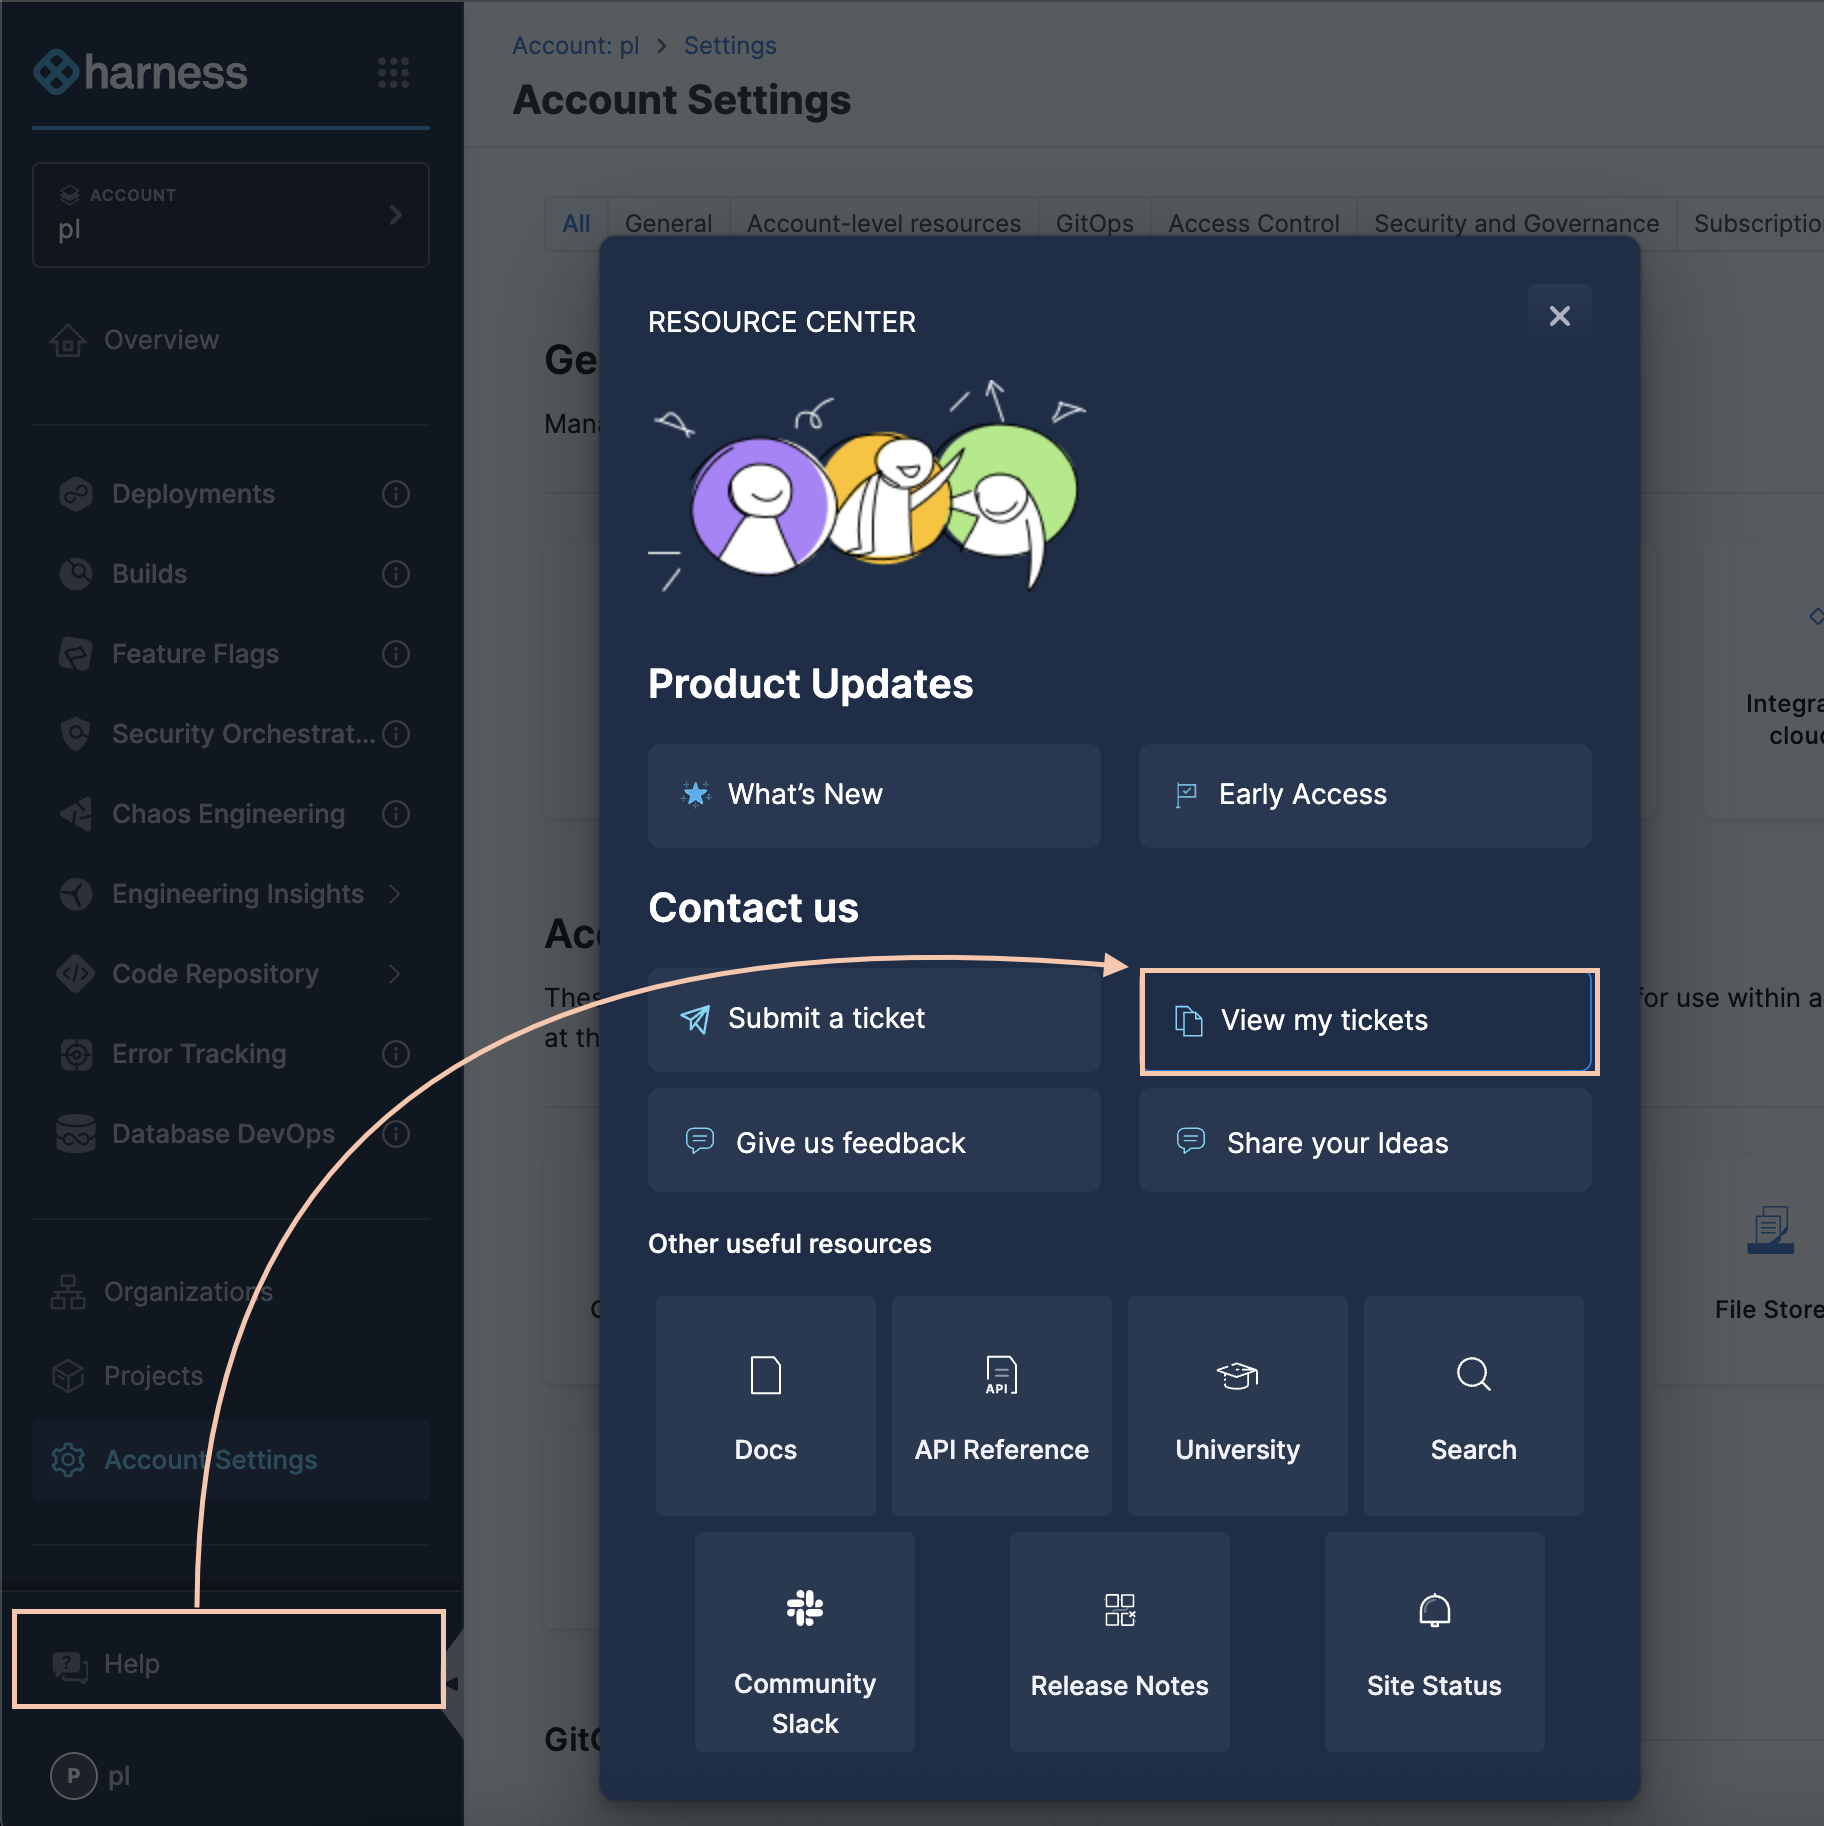 harness
ACCOUNT
pl
Overview
Deployments
Builds
Feature Flags
Security Orchestrat...
Chaos Engineering
Engineering Insights
Code Repository
Error Tracking
Database DevOps
Organizations
Projects
Account Settings
Help
P pl
Account: pl > Settings
Account Settings
All General Account-level resources GitOps Access Control Security and Governance Subscriptio
Ge
Mana
Integra
clou
Acc
Thes
at th
for use within a
File Store
GitO
RESOURCE CENTER
Product Updates
What's New
Early Access
Contact us
Submit a ticket
View my tickets
Give us feedback
Share your Ideas
Other useful resources
Docs
API
API Reference
University
Search
Community
Slack
Release Notes
Site Status